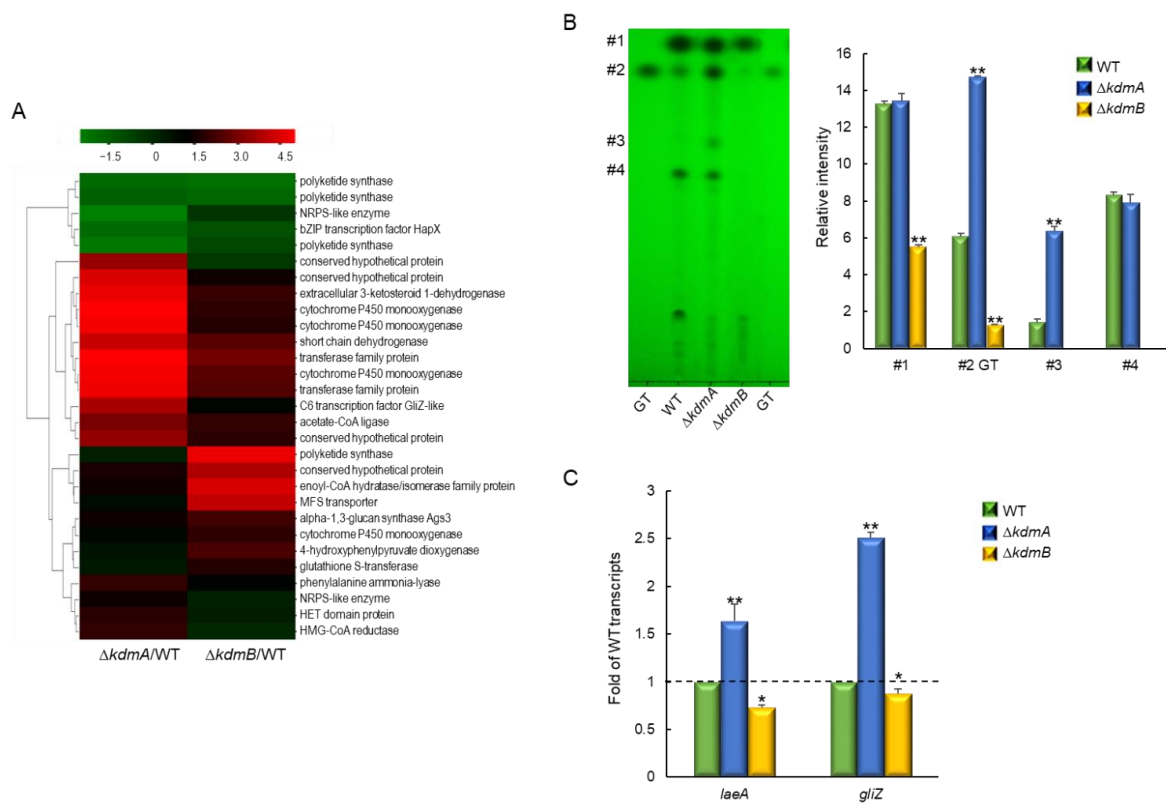 A
−1.5 0 1.5 3.0 4.5
polyketide synthase
polyketide synthase
NRPS-like enzyme
bZIP transcription factor HapX
polyketide synthase
conserved hypothetical protein
conserved hypothetical protein
extracellular 3-ketosteroid 1-dehydrogenase
cytochrome P450 monooxygenase
cytochrome P450 monooxygenase
short chain dehydrogenase
transferase family protein
cytochrome P450 monooxygenase
transferase family protein
C6 transcription factor GliZ-like
acetate-CoA ligase
conserved hypothetical protein
polyketide synthase
conserved hypothetical protein
enoyl-CoA hydratase/isomerase family protein
MFS transporter
alpha-1,3-glucan synthase Ags3
cytochrome P450 monooxygenase
4-hydroxyphenylpyruvate dioxygenase
glutathione S-transferase
phenylalanine ammonia-lyase
NRPS-like enzyme
HET domain protein
HMG-CoA reductase
ΔkdmA/WT ΔkdmB/WT
B
#1
#2
#3
#4
GT WT ΔkdmA ΔkdmB GT
Relative intensity
16
14
12
10
8
6
4
2
0
**
**
**
**
#1 #2 GT #3 #4
WT
ΔkdmA
ΔkdmB
C
Fold of WT transcripts
3
2.5
2
1.5
1
0.5
0
**
*
**
*
laeA gliZ
WT
ΔkdmA
ΔkdmB